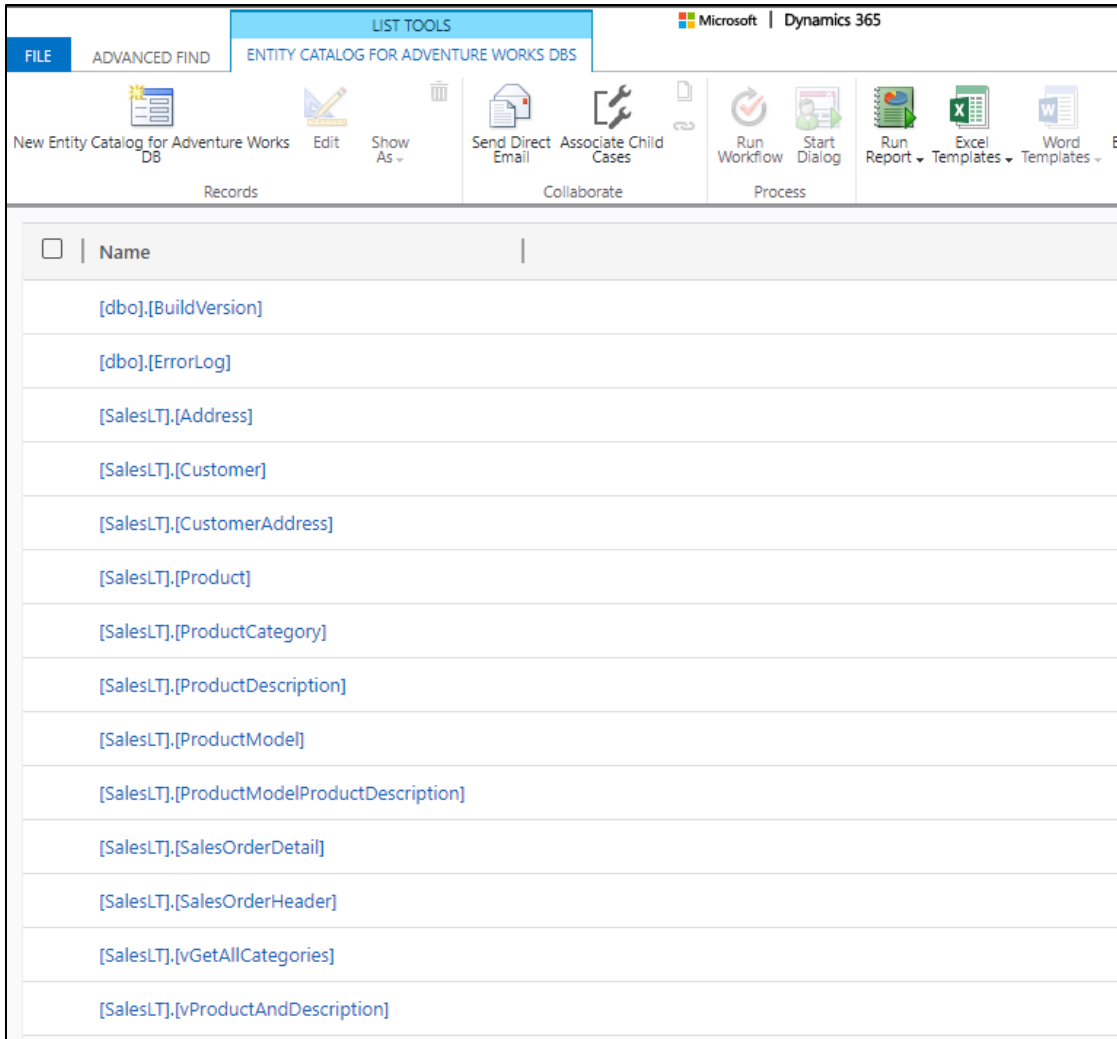 LIST TOOLS
Microsoft | Dynamics 365
FILE
ADVANCED FIND
ENTITY CATALOG FOR ADVENTURE WORKS DBS
New Entity Catalog for Adventure Works
DB
Edit
Show
As
Send Direct
Email
Associate Child
Cases
Run
Workflow
Start
Dialog
Run
Report
Excel
Templates
Word
Templates
Records
Collaborate
Process
Name
[dbo].[BuildVersion]
[dbo].[ErrorLog]
[SalesLT].[Address]
[SalesLT].[Customer]
[SalesLT].[CustomerAddress]
[SalesLT].[Product]
[SalesLT].[ProductCategory]
[SalesLT].[ProductDescription]
[SalesLT].[ProductModel]
[SalesLT].[ProductModelProductDescription]
[SalesLT].[SalesOrderDetail]
[SalesLT].[SalesOrderHeader]
[SalesLT].[vGetAllCategories]
[SalesLT].[vProductAndDescription]